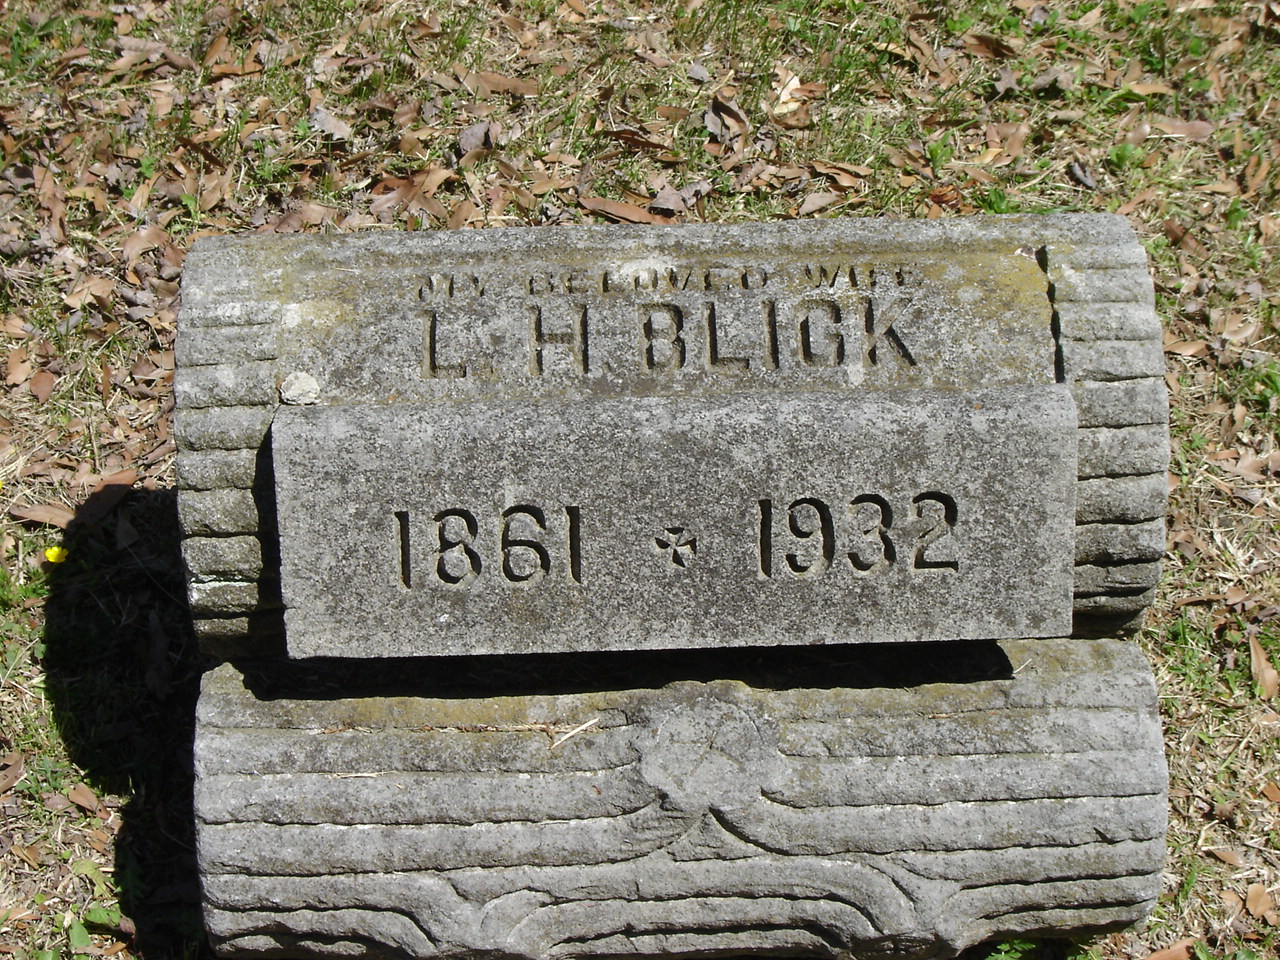 MY BELOVED WIFE
L. H. BLICK
1861 ✠ 1932